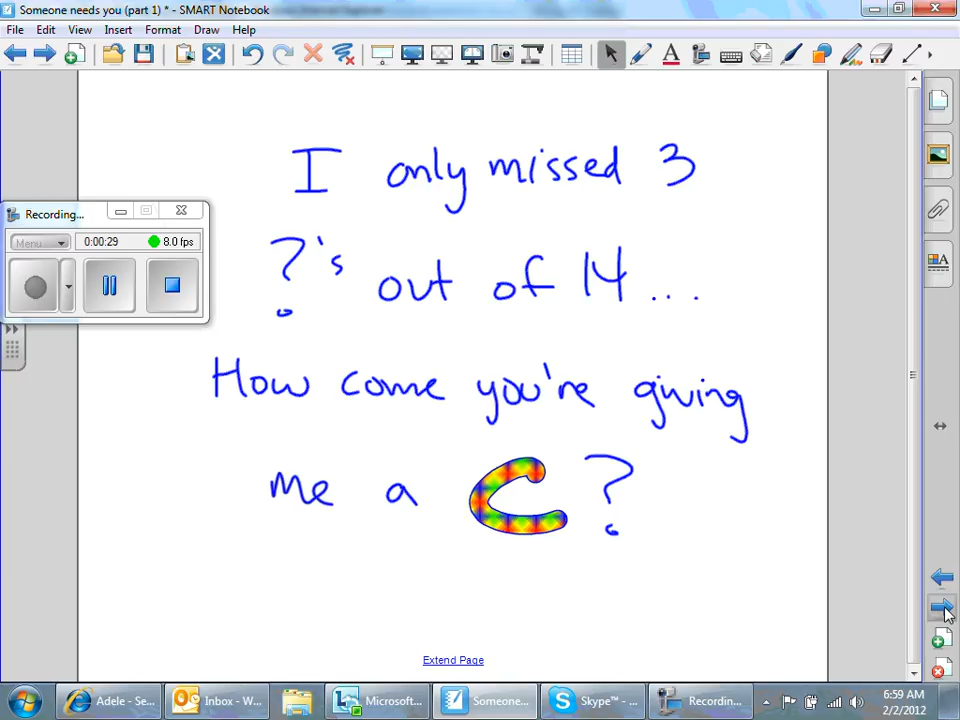 Someone needs you (part 1) * - SMART Notebook
File Edit View Insert Format Draw Help
I only missed 3
?'s out of 14 ...
How come you're giving
me a C ?
Recording...
Menu 0:00:29 8.0 fps
Extend Page
Adele - Se... Inbox - W... Microsoft... Someone... Skype™ - ... Recording...
6:59 AM
2/2/2012